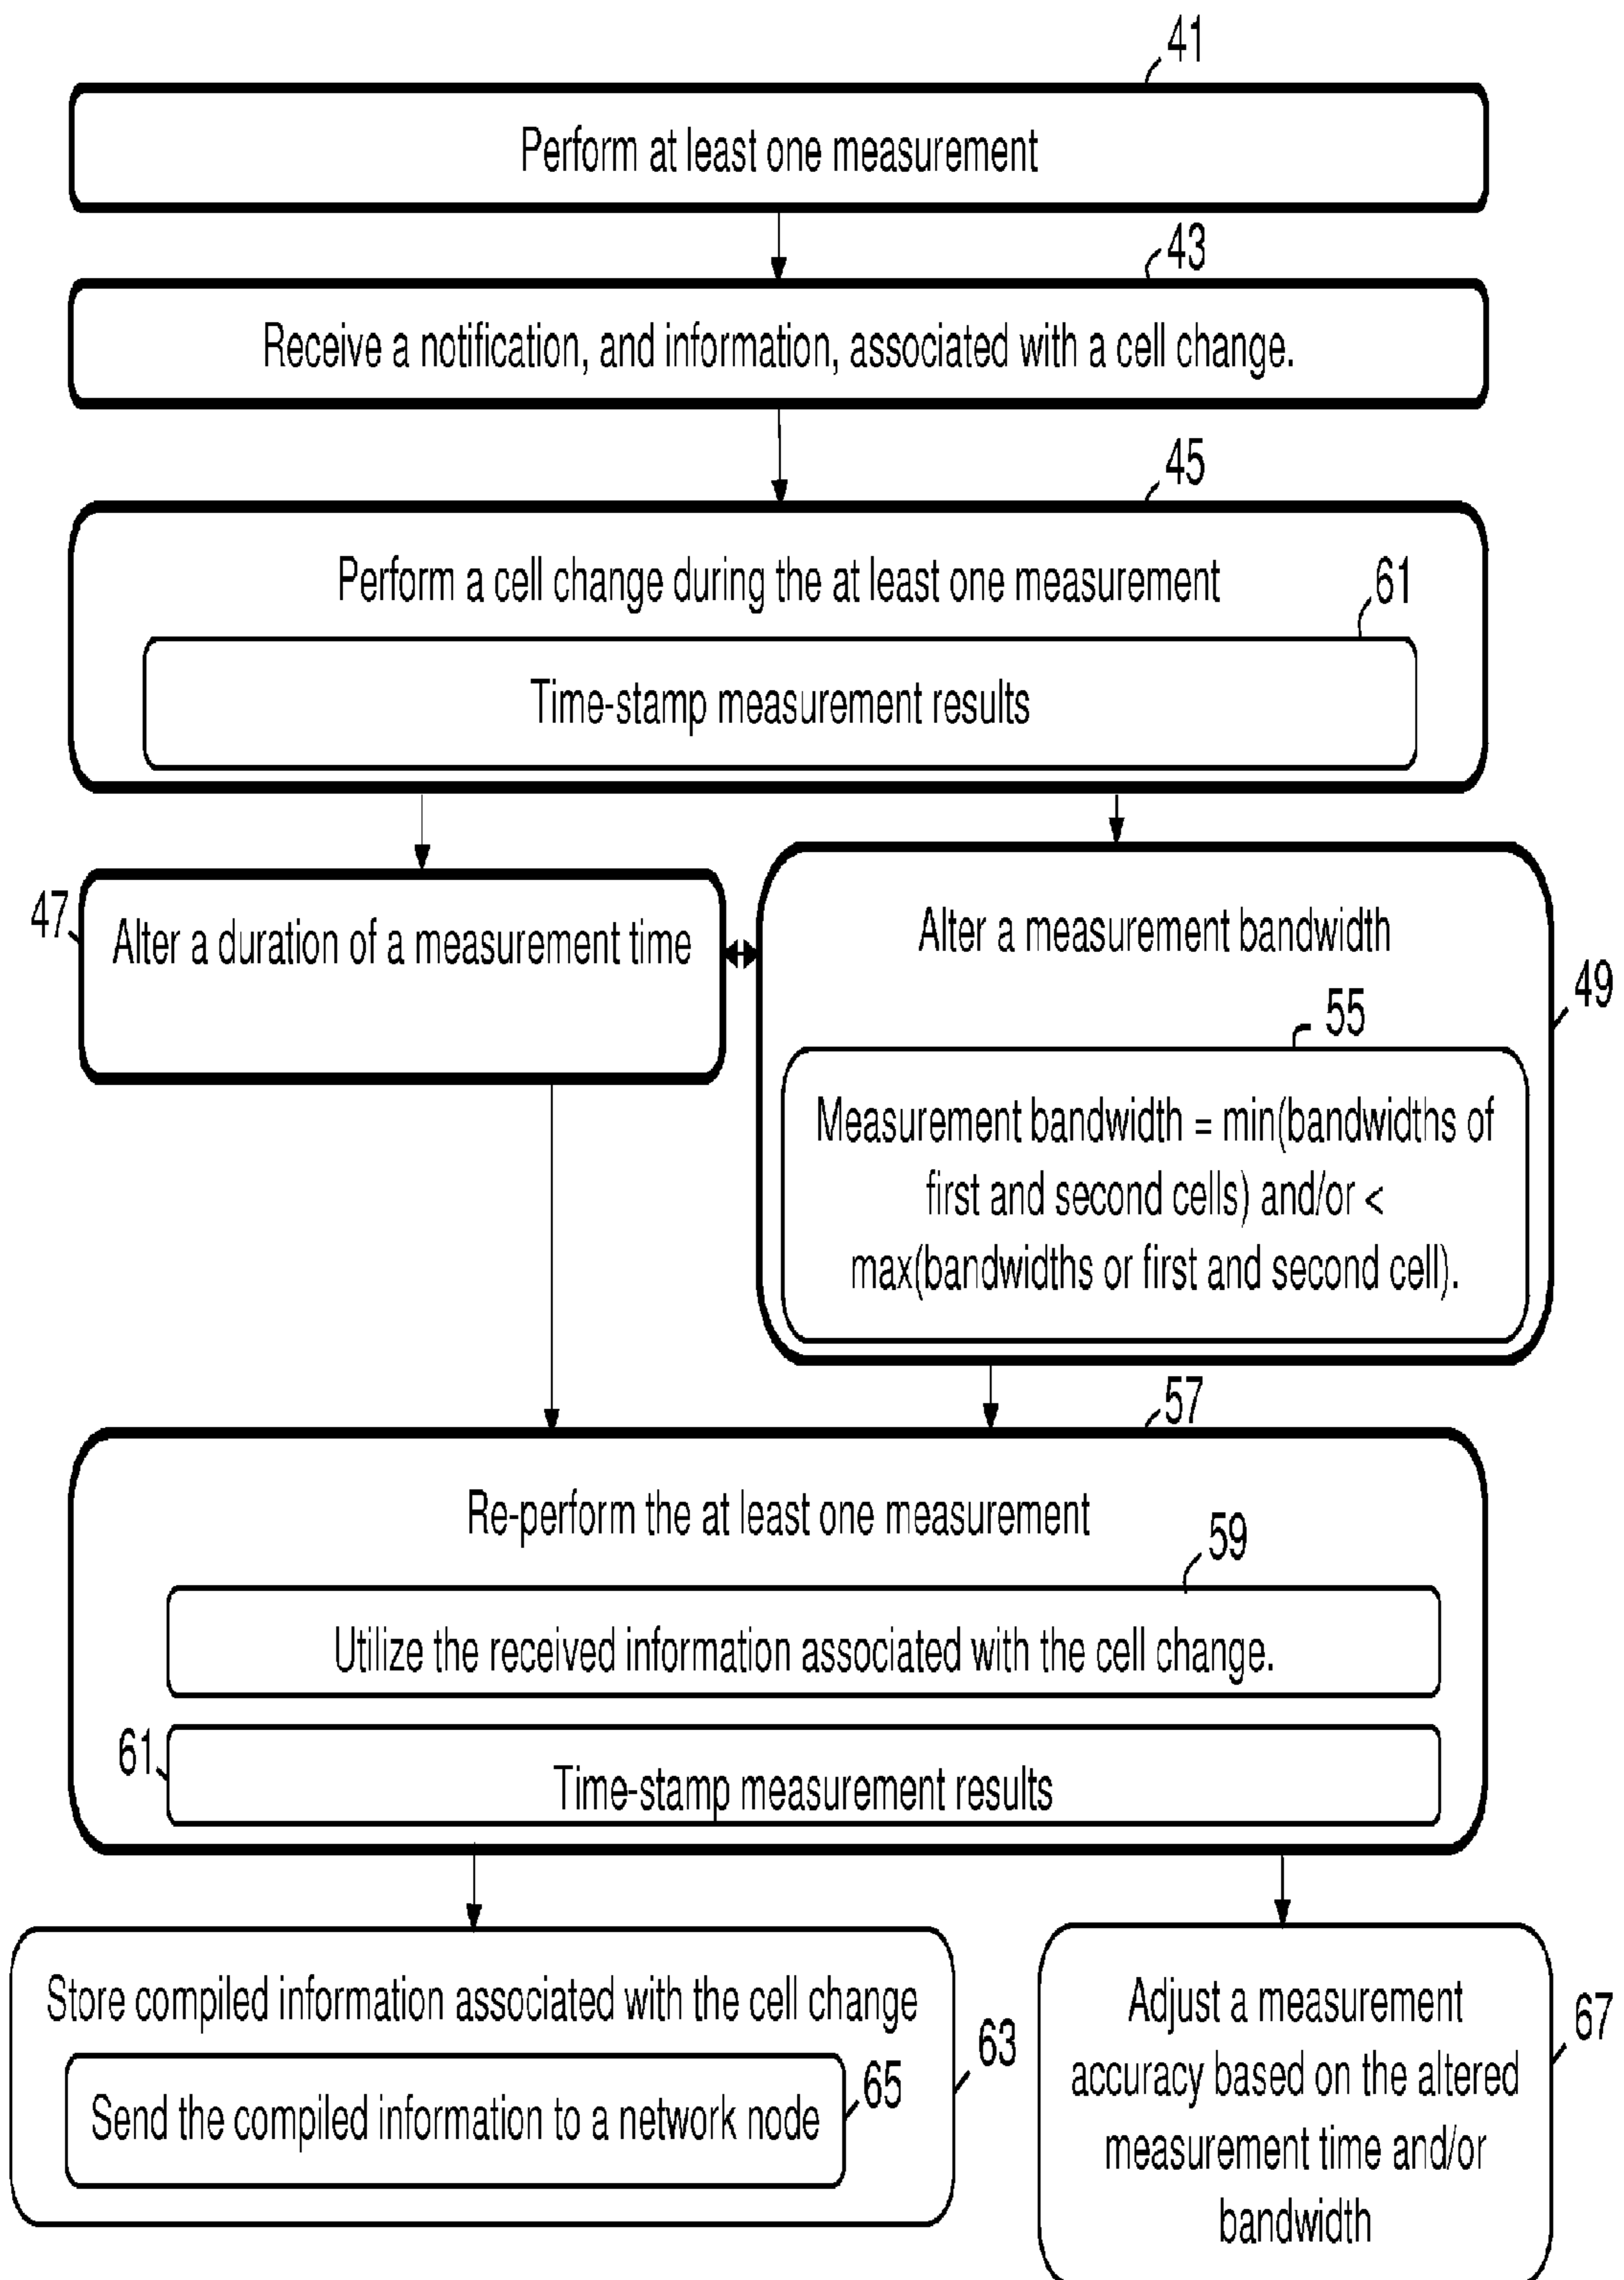 41
Perform at least one measurement
43
Receive a notification, and information, associated with a cell change.
45
Perform a cell change during the at least one measurement
61
Time-stamp measurement results
47
Alter a duration of a measurement time
Alter a measurement bandwidth
49
55
Measurement bandwidth = min(bandwidths of
first and second cells) and/or <
max(bandwidths or first and second cell).
57
Re-perform the at least one measurement
59
Utilize the received information associated with the cell change.
61
Time-stamp measurement results
Store compiled information associated with the cell change
63
65
Send the compiled information to a network node
67
Adjust a measurement
accuracy based on the altered
measurement time and/or
bandwidth